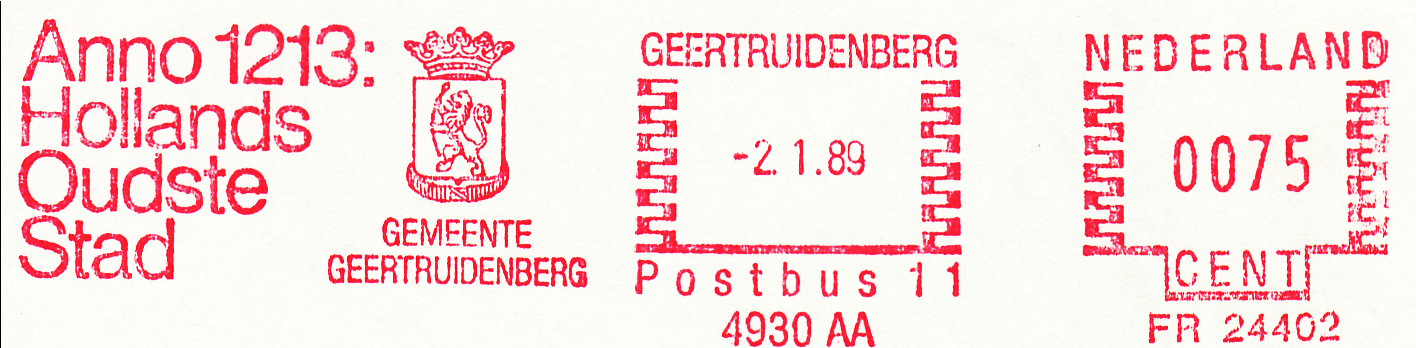 Anno 1213:
Hollands
Oudste
Stad
GEMEENTE
GEERTRUIDENBERG
GEERTRUIDENBERG
-2.1.89
Postbus 11
4930 AA
NEDERLAND
0075
CENT
FR 24402